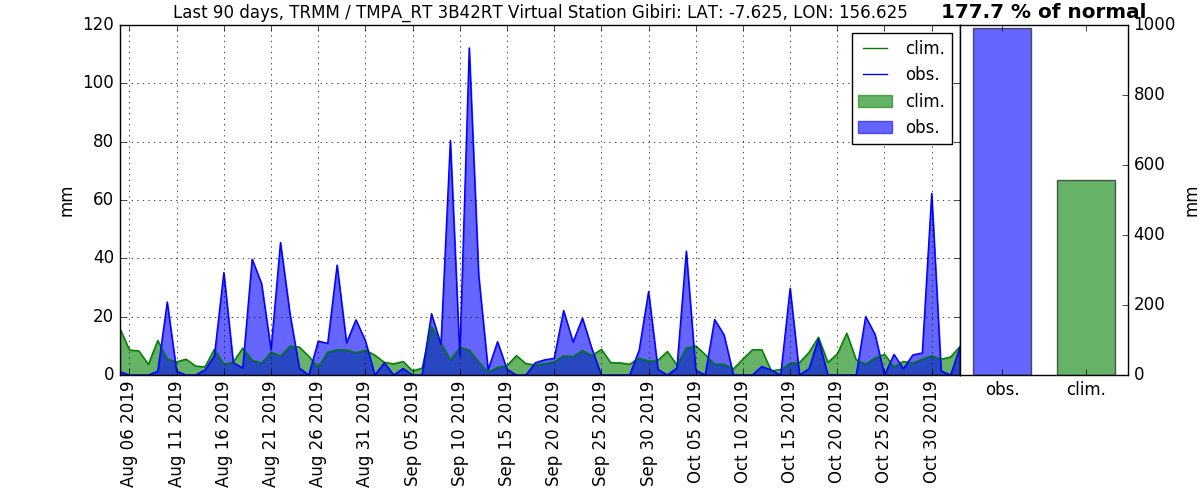 Last 90 days, TRMM / TMPA_RT 3B42RT Virtual Station Gibiri: LAT: -7.625, LON: 156.625
177.7 % of normal
120
100
80
60
40
20
0
mm
clim.
obs.
clim.
obs.
1000
800
600
400
200
0
mm
Aug 06 2019
Aug 11 2019
Aug 16 2019
Aug 21 2019
Aug 26 2019
Aug 31 2019
Sep 05 2019
Sep 10 2019
Sep 15 2019
Sep 20 2019
Sep 25 2019
Sep 30 2019
Oct 05 2019
Oct 10 2019
Oct 15 2019
Oct 20 2019
Oct 25 2019
Oct 30 2019
obs.
clim.